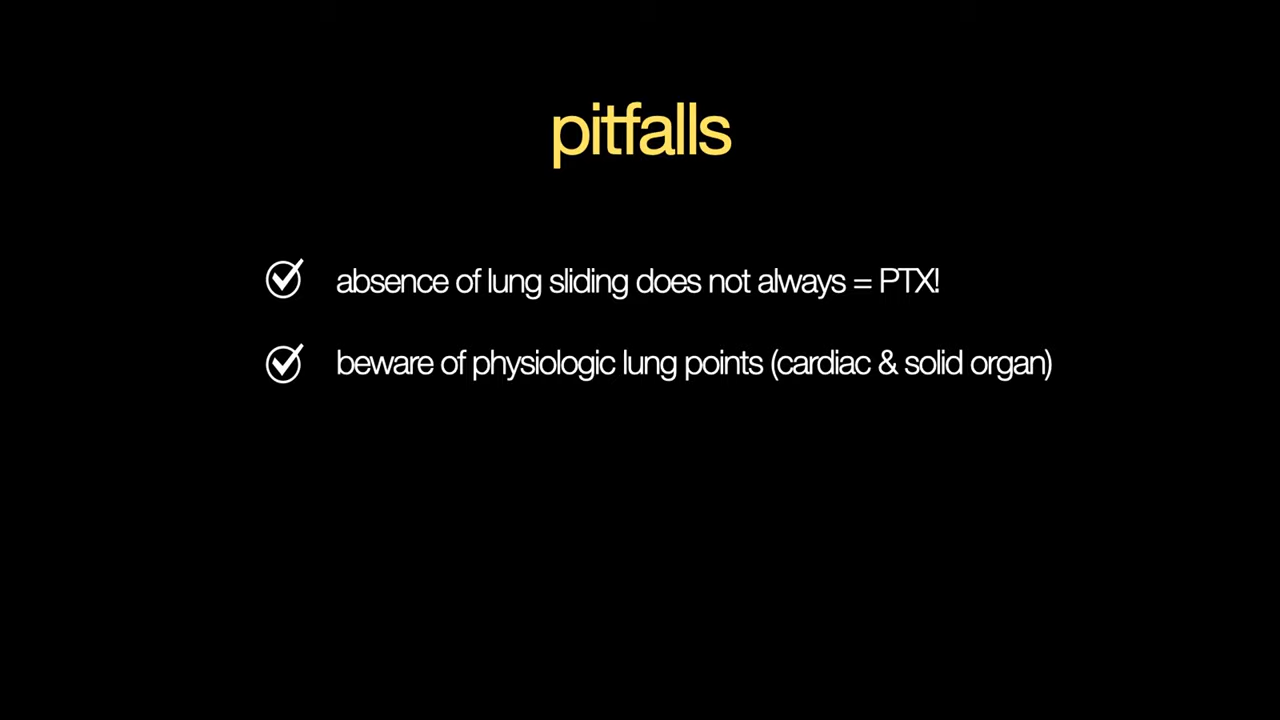 pitfalls
absence of lung sliding does not always = PTX!
beware of physiologic lung points (cardiac & solid organ)